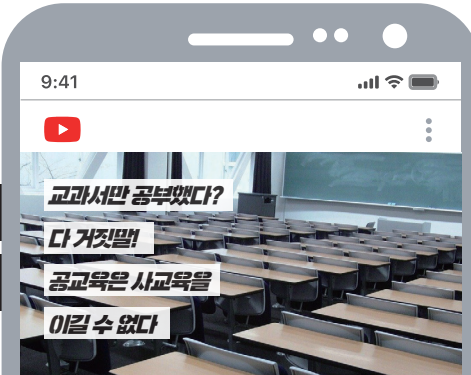 9:41
교과서만 공부했다?
다 거짓말!
공교육은 사교육을
이길 수 없다